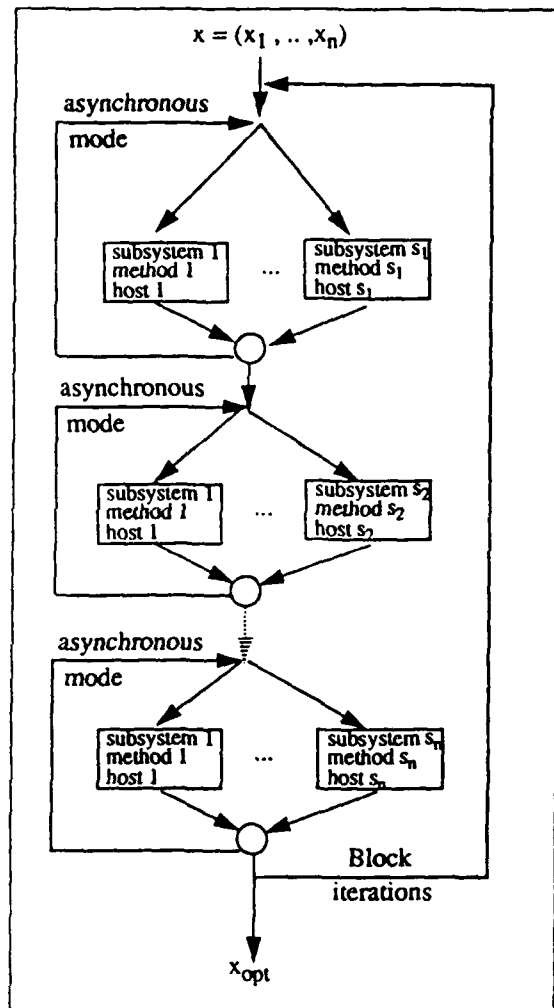 x = (x1 , .. ,xn)
asynchronous
mode
subsystem 1
method 1
host 1
...
subsystem s1
method s1
host s1
asynchronous
mode
subsystem 1
method 1
host 1
...
subsystem s2
method s2
host s2
asynchronous
mode
subsystem 1
method 1
host 1
...
subsystem sn
method sn
host sn
Block
iterations
xopt